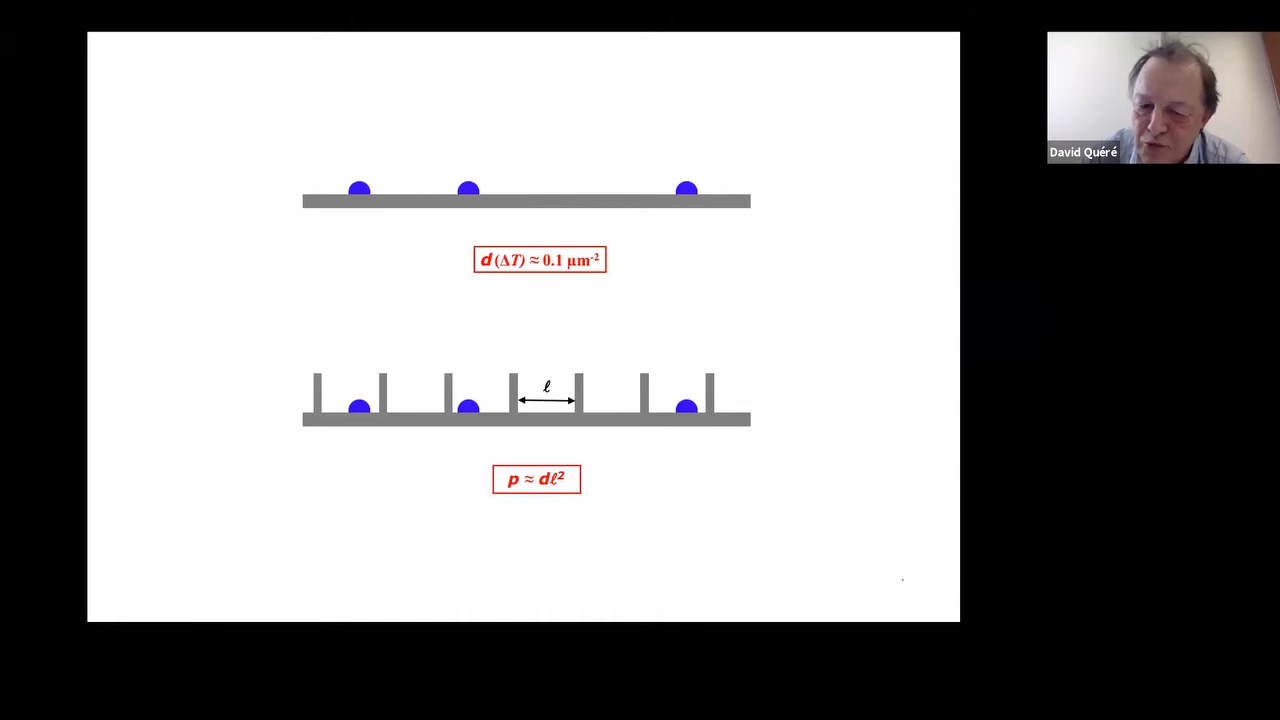 David Quéré
d (ΔT) ≈ 0.1 μm⁻²
ℓ
p ≈ dℓ²